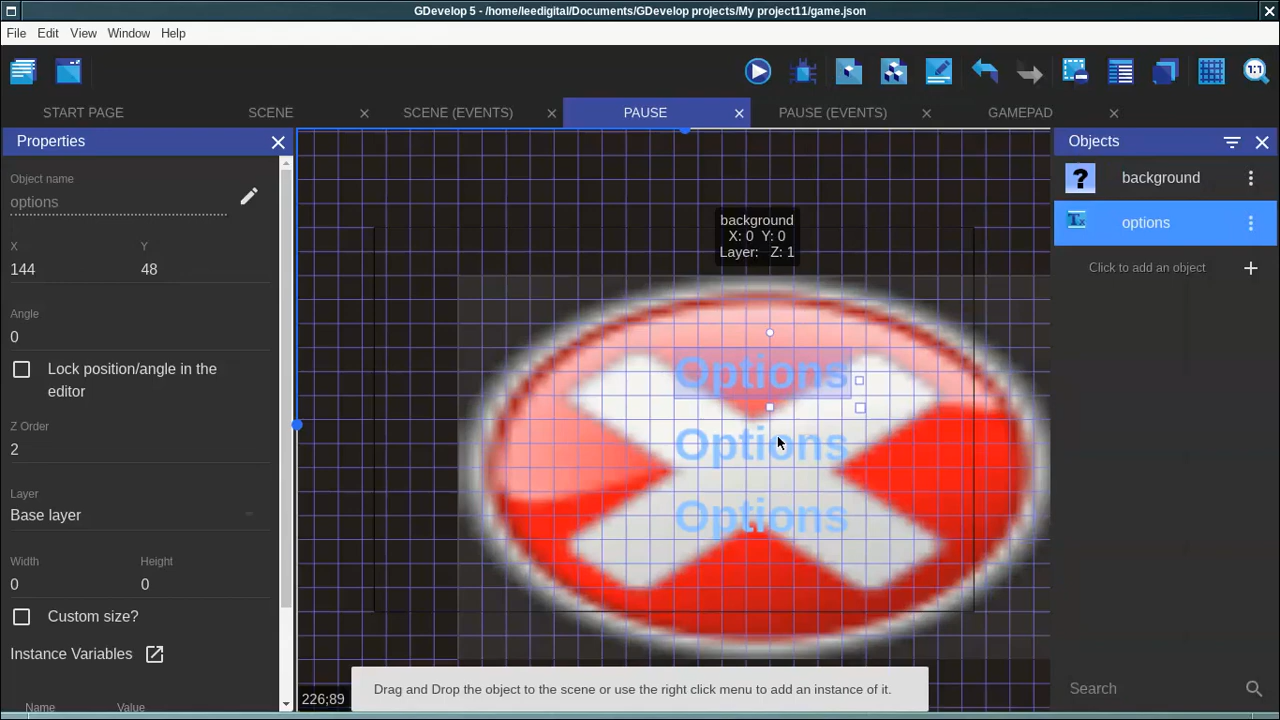 GDevelop 5 - /home/leedigital/Documents/GDevelop projects/My project11/game.json
File Edit View Window Help
1:1
START PAGE SCENE SCENE (EVENTS) PAUSE PAUSE (EVENTS) GAMEPAD
Properties
Object name
options
X Y
144 48
Angle
0
Lock position/angle in the
editor
Z Order
2
Layer
Base layer
Width Height
0 0
Custom size?
Instance Variables
Name Value
background
X: 0 Y: 0
Layer: Z: 1
Options
Options
Options
226;89
Drag and Drop the object to the scene or use the right click menu to add an instance of it.
Objects
? background
Tx options
Click to add an object
Search